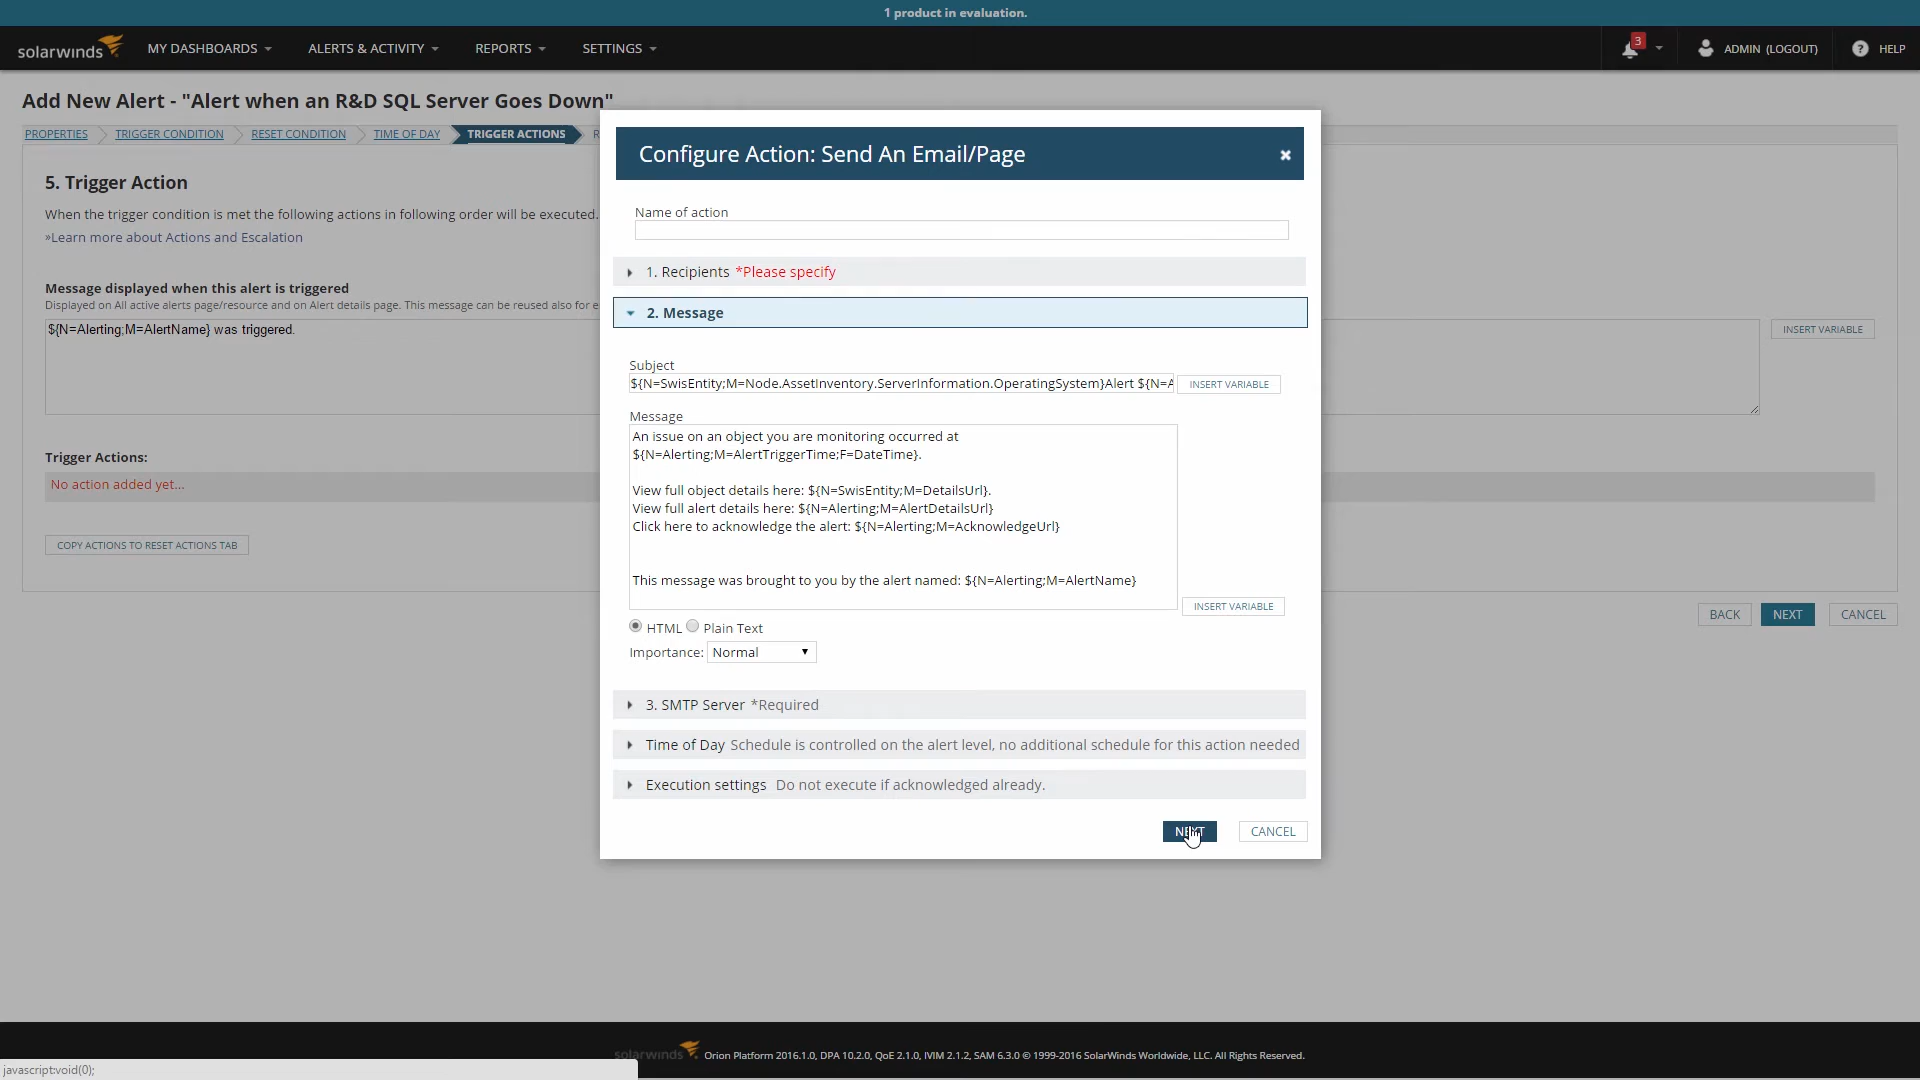 1 product in evaluation.
solarwinds MY DASHBOARDS ALERTS & ACTIVITY REPORTS SETTINGS 3 ADMIN (LOGOUT) ? HELP
Add New Alert - "Alert when an R&D SQL Server Goes Down"
PROPERTIES TRIGGER CONDITION RESET CONDITION TIME OF DAY TRIGGER ACTIONS R
5. Trigger Action
When the trigger condition is met the following actions in following order will be executed.
»Learn more about Actions and Escalation
Message displayed when this alert is triggered
Displayed on All active alerts page/resource and on Alert details page. This message can be reused also for e
${N=Alerting;M=AlertName} was triggered.
INSERT VARIABLE
Trigger Actions:
No action added yet...
COPY ACTIONS TO RESET ACTIONS TAB
BACK NEXT CANCEL
Configure Action: Send An Email/Page
Name of action
1. Recipients *Please specify
2. Message
Subject
${N=SwisEntity;M=Node.AssetInventory.ServerInformation.OperatingSystem}Alert ${N=A
INSERT VARIABLE
Message
An issue on an object you are monitoring occurred at
${N=Alerting;M=AlertTriggerTime;F=DateTime}.
View full object details here: ${N=SwisEntity;M=DetailsUrl}.
View full alert details here: ${N=Alerting;M=AlertDetailsUrl}
Click here to acknowledge the alert: ${N=Alerting;M=AcknowledgeUrl}
This message was brought to you by the alert named: ${N=Alerting;M=AlertName}
INSERT VARIABLE
HTML Plain Text
Importance: Normal
3. SMTP Server *Required
Time of Day Schedule is controlled on the alert level, no additional schedule for this action needed
Execution settings Do not execute if acknowledged already.
NEXT CANCEL
solarwinds Orion Platform 2016.1.0, DPA 10.2.0, QoE 2.1.0, IVIM 2.1.2, SAM 6.3.0 © 1999-2016 SolarWinds Worldwide, LLC. All Rights Reserved.
javascript:void(0);